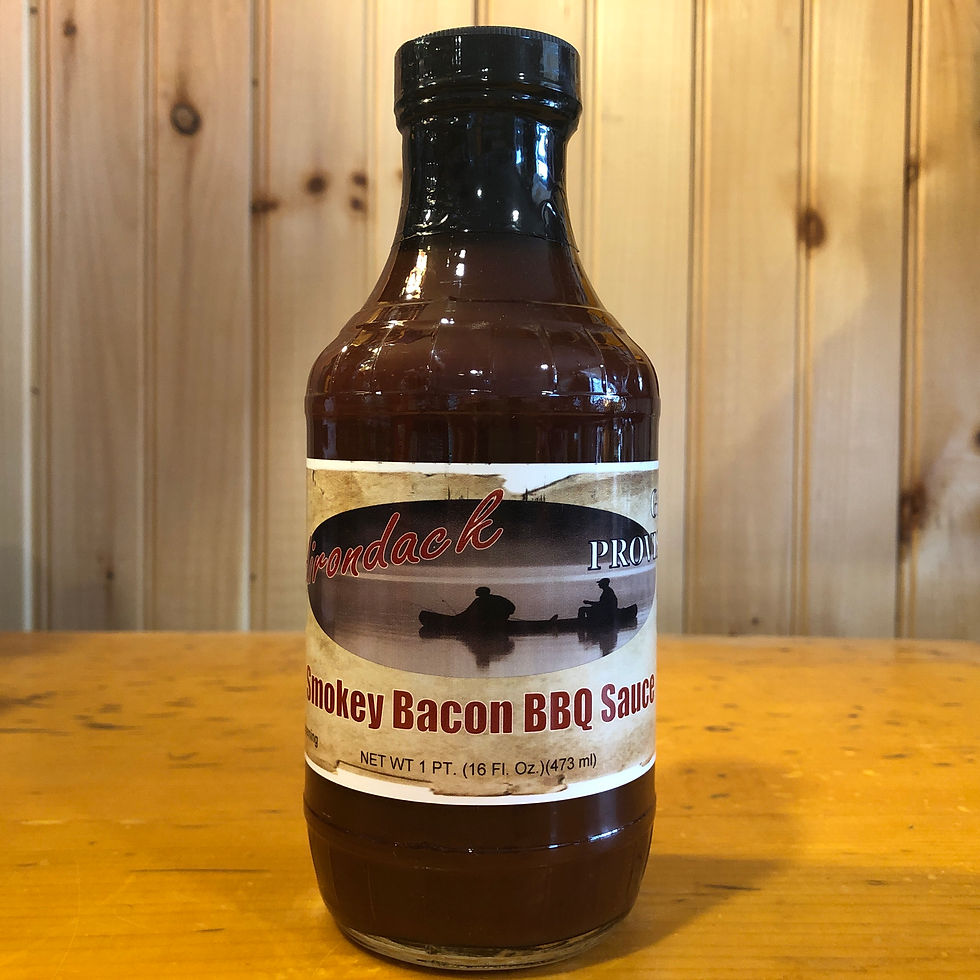 irondack
PROV
Smokey Bacon BBQ Sauce
NET WT 1 PT. (16 Fl. Oz.)(473 ml)